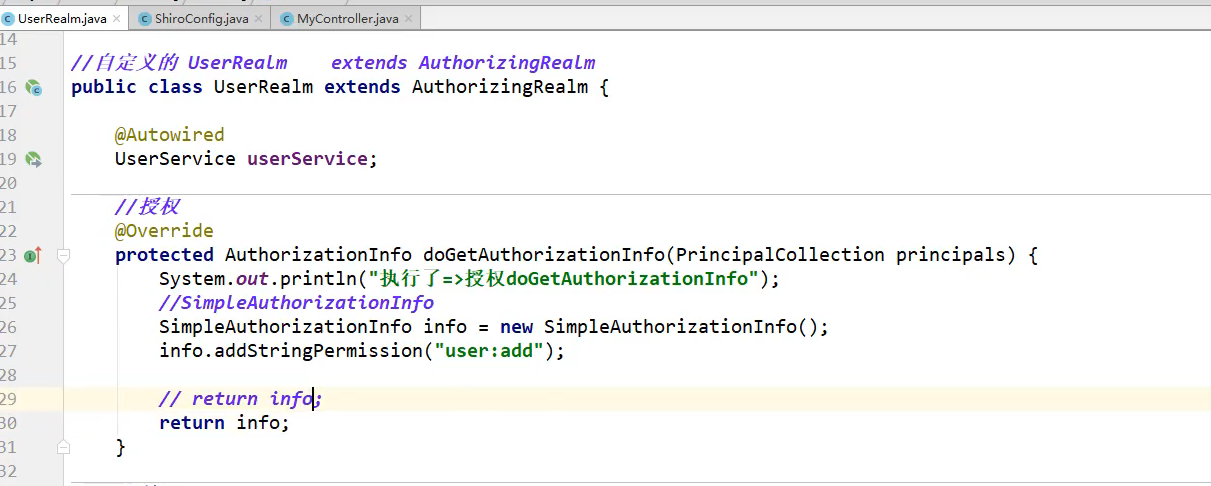 UserRealm.java ShiroConfig.java MyController.java
14
15 //自定义的 UserRealm extends AuthorizingRealm
16 public class UserRealm extends AuthorizingRealm {
17
18 @Autowired
19 UserService userService;
20
21 //授权
22 @Override
23 protected AuthorizationInfo doGetAuthorizationInfo(PrincipalCollection principals) {
24 System.out.println("执行了=>授权doGetAuthorizationInfo");
25 //SimpleAuthorizationInfo
26 SimpleAuthorizationInfo info = new SimpleAuthorizationInfo();
27 info.addStringPermission("user:add");
28
29 // return info;
30 return info;
31 }
32